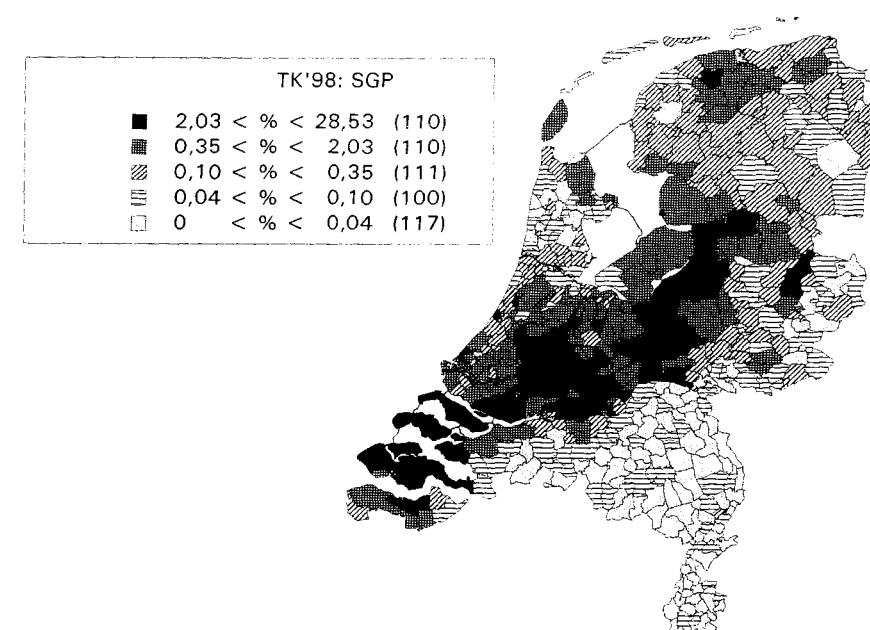 TK'98: SGP
2,03 < % < 28,53 (110)
0,35 < % < 2,03 (110)
0,10 < % < 0,35 (111)
0,04 < % < 0,10 (100)
0 < % < 0,04 (117)